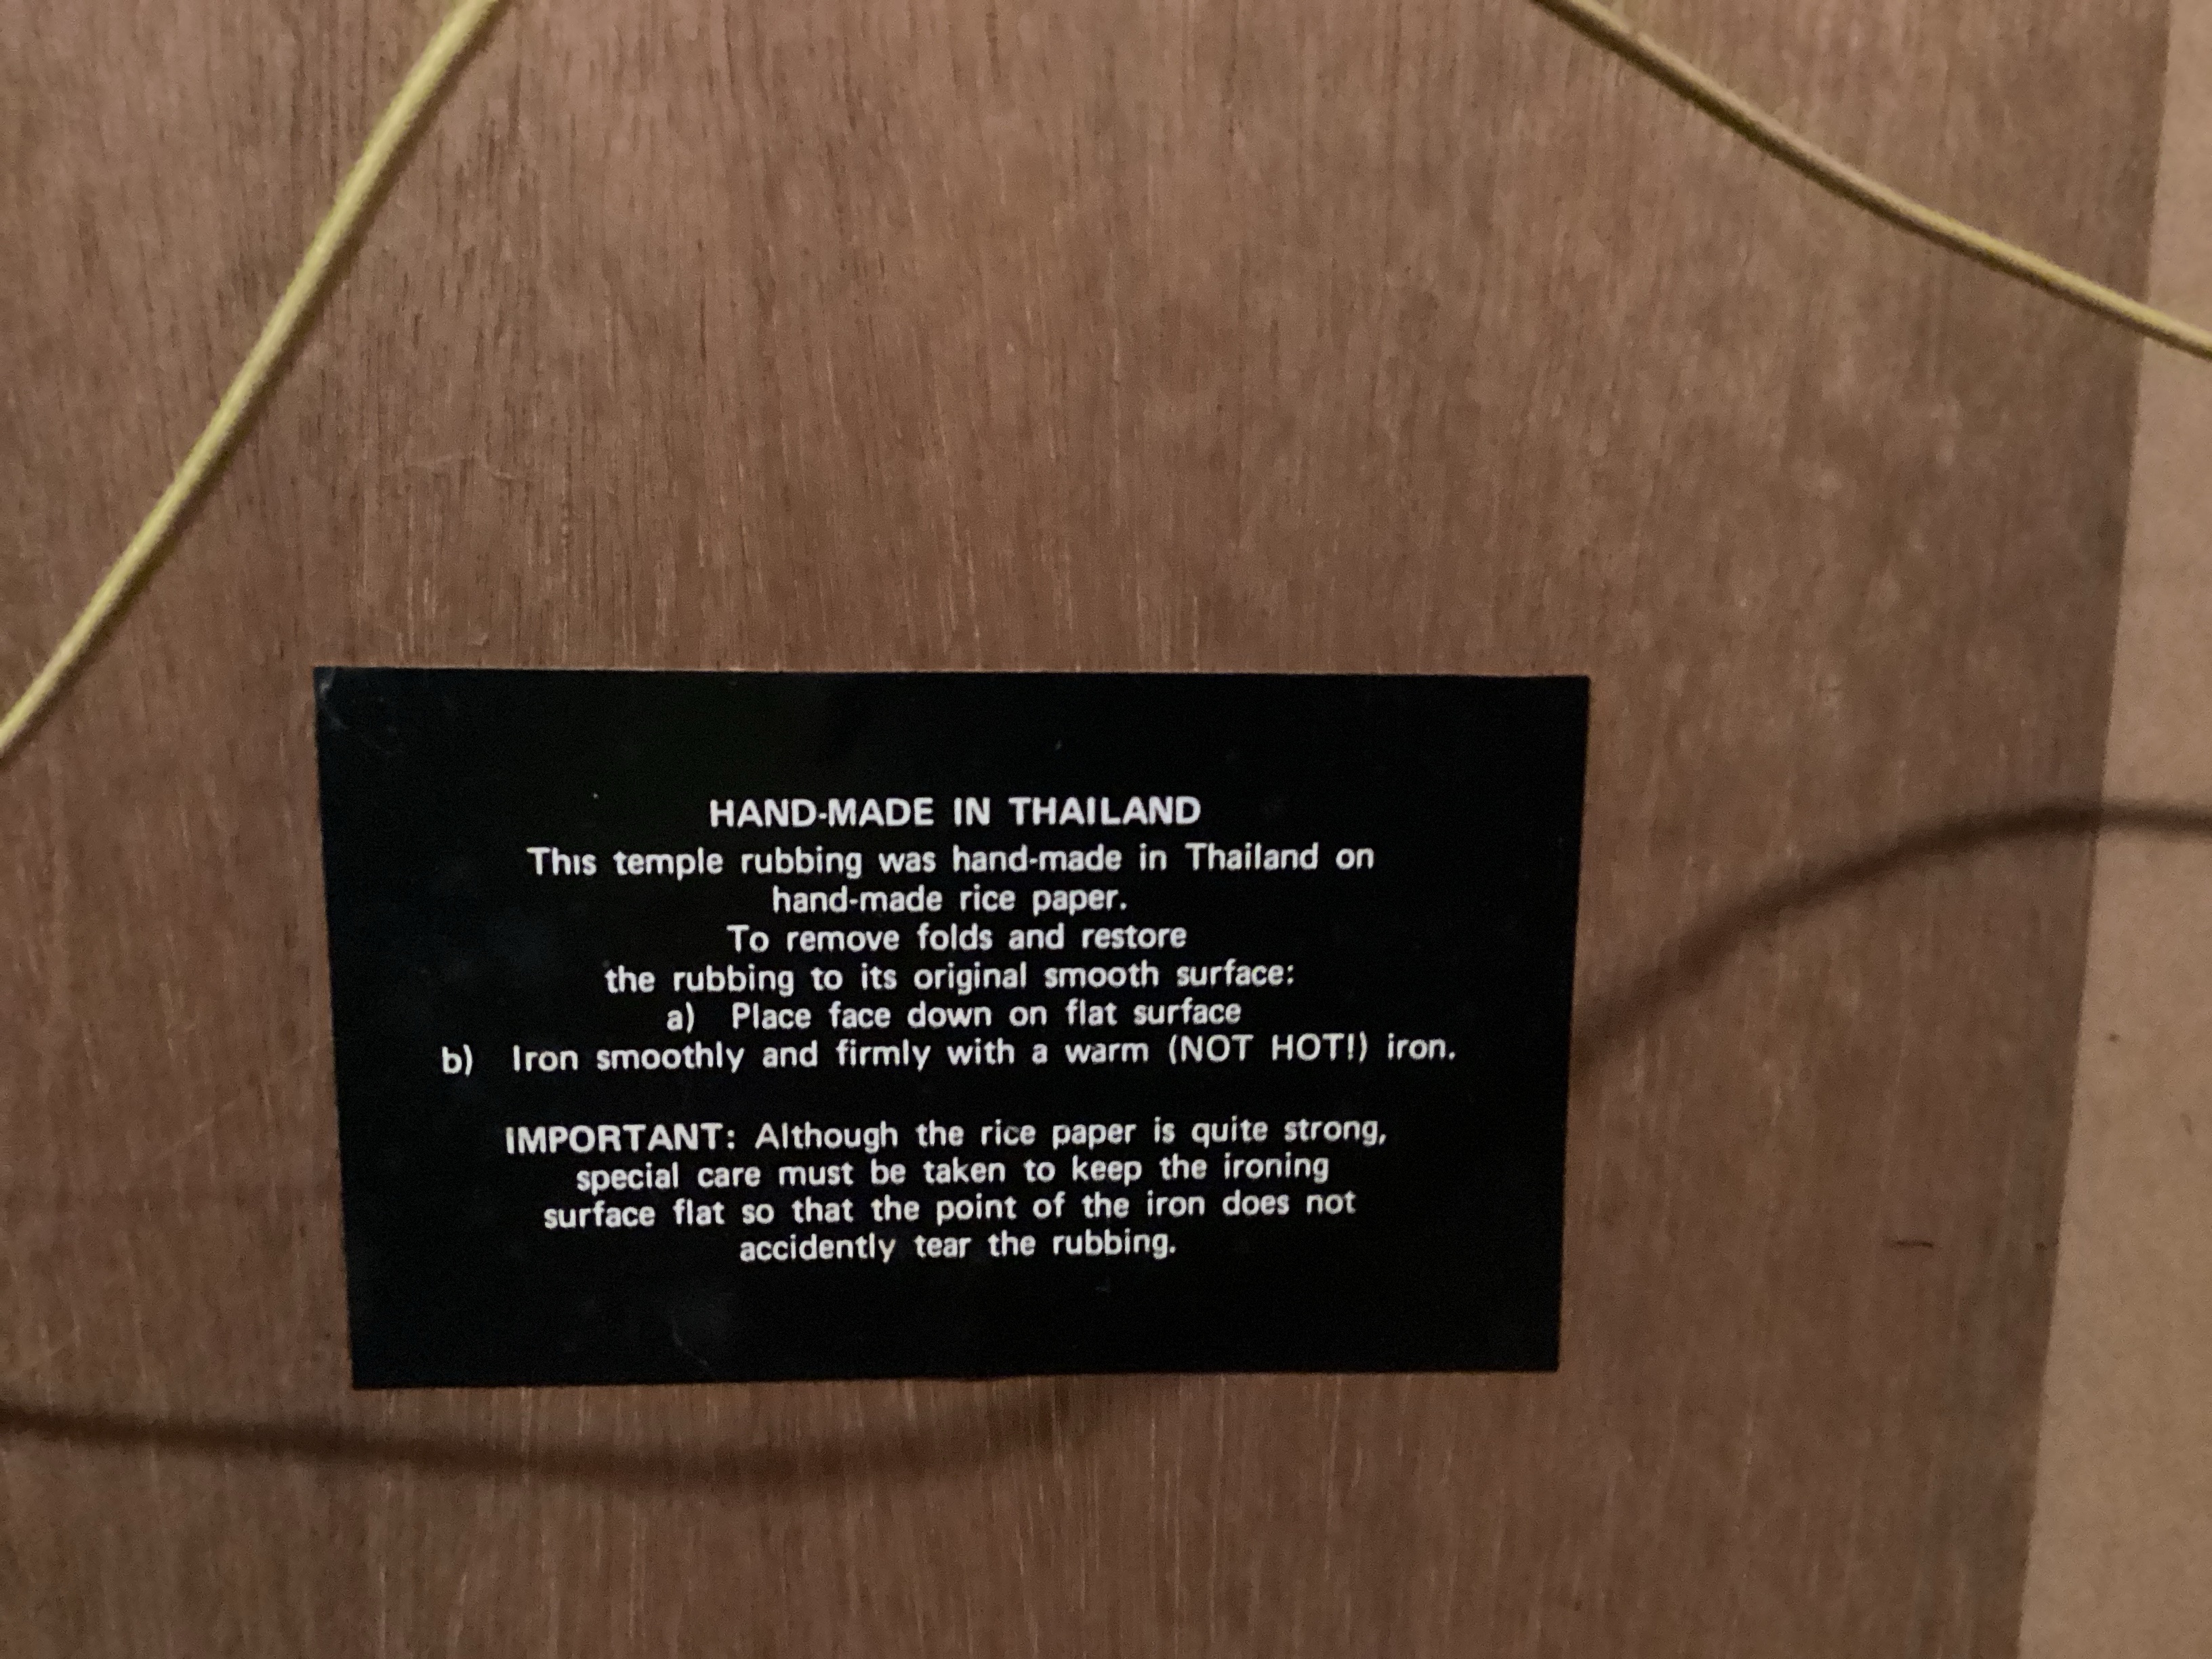 HAND-MADE IN THAILAND
This temple rubbing was hand-made in Thailand on
hand-made rice paper.
To remove folds and restore
the rubbing to its original smooth surface:
a) Place face down on flat surface
b) Iron smoothly and firmly with a warm (NOT HOT!) iron.
IMPORTANT: Although the rice paper is quite strong,
special care must be taken to keep the ironing
surface flat so that the point of the iron does not
accidently tear the rubbing.